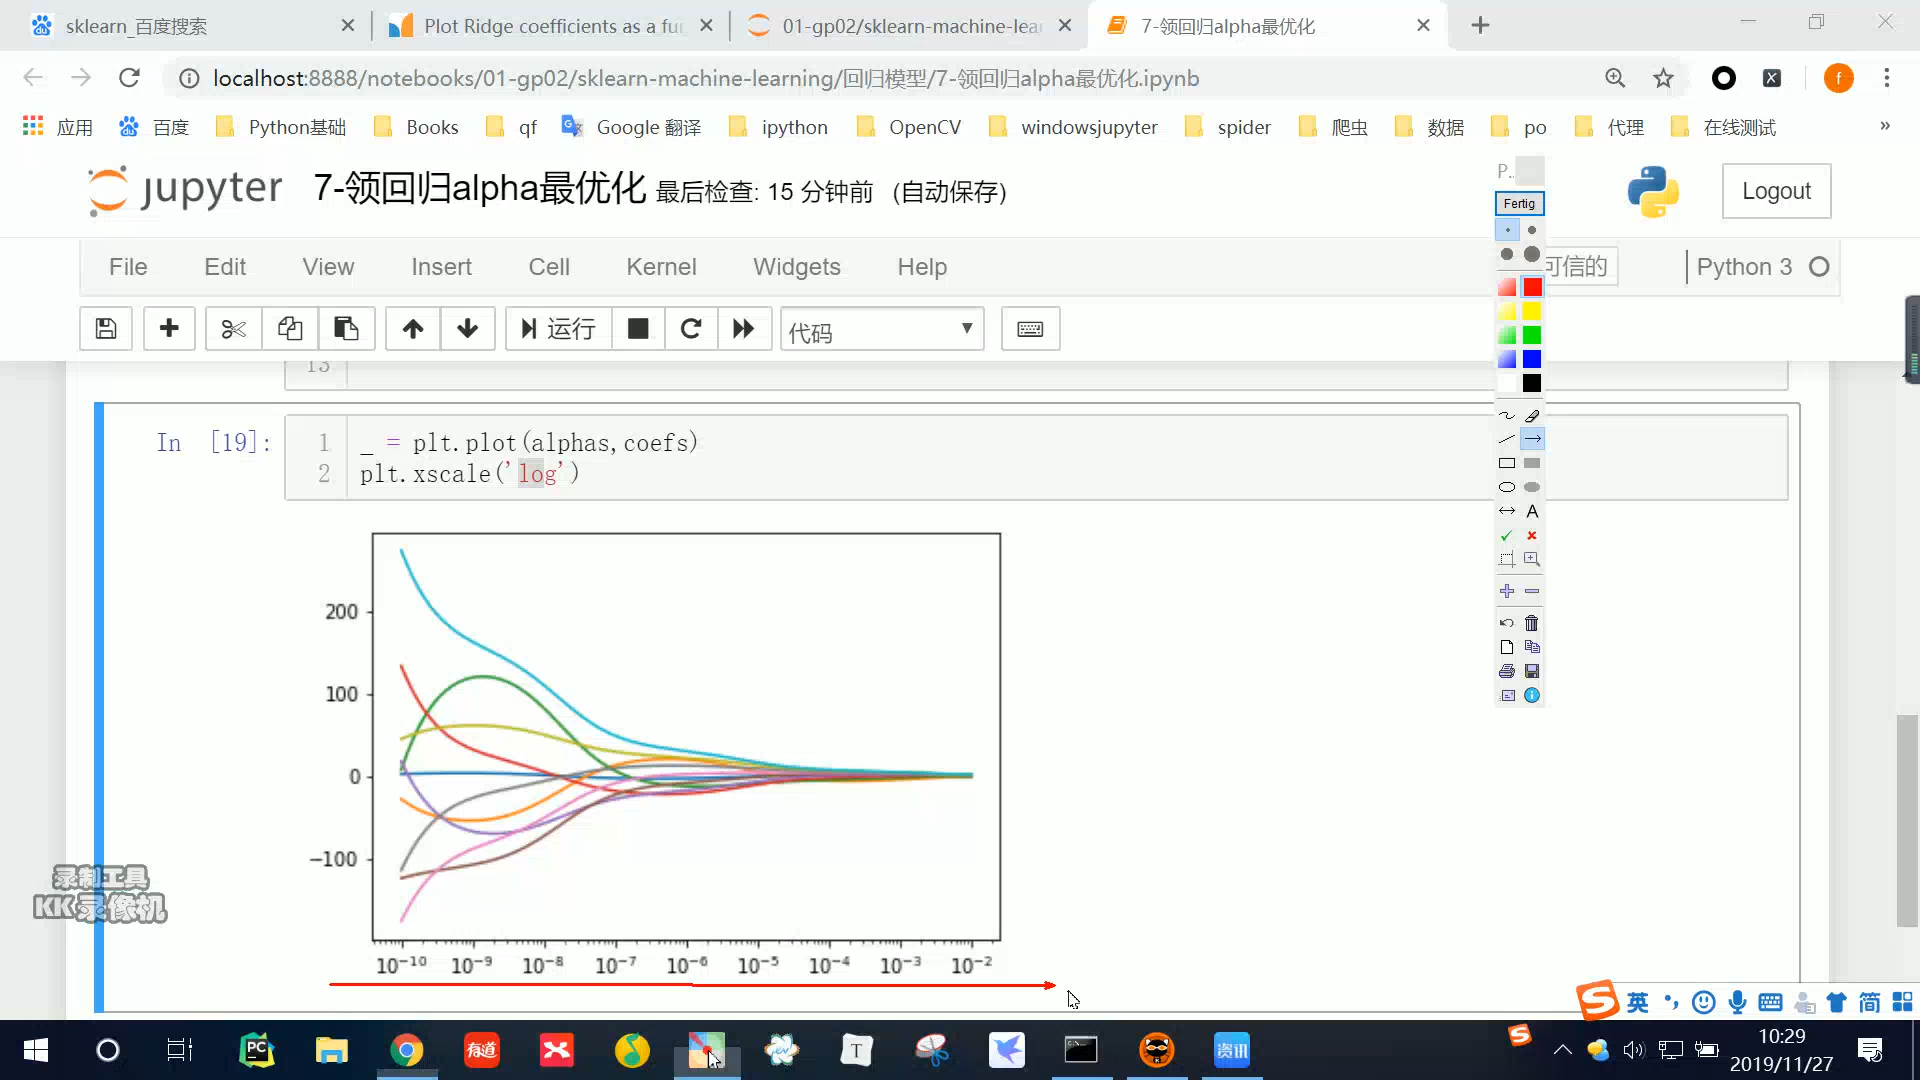 sklearn_百度搜索
Plot Ridge coefficients as a fu
01-gp02/sklearn-machine-lea
7-领回归alpha最优化
localhost:8888/notebooks/01-gp02/sklearn-machine-learning/回归模型/7-领回归alpha最优化.ipynb
f
应用 百度 Python基础 Books qf Google 翻译 ipython OpenCV windowsjupyter spider 爬虫 数据 po 代理 在线测试 »
jupyter 7-领回归alpha最优化 最后检查: 15 分钟前 (自动保存)
P..
Fertig
Logout
File Edit View Insert Cell Kernel Widgets Help
可信的
Python 3
运行
代码
13
In [19]:
1 _ = plt.plot(alphas,coefs)
2 plt.xscale('log')
A
200
100
0
−100
10⁻¹⁰ 10⁻⁹ 10⁻⁸ 10⁻⁷ 10⁻⁶ 10⁻⁵ 10⁻⁴ 10⁻³ 10⁻²
录制工具
KK录像机
S 英 简
PC
有道
T
资讯
S
10:29
2019/11/27